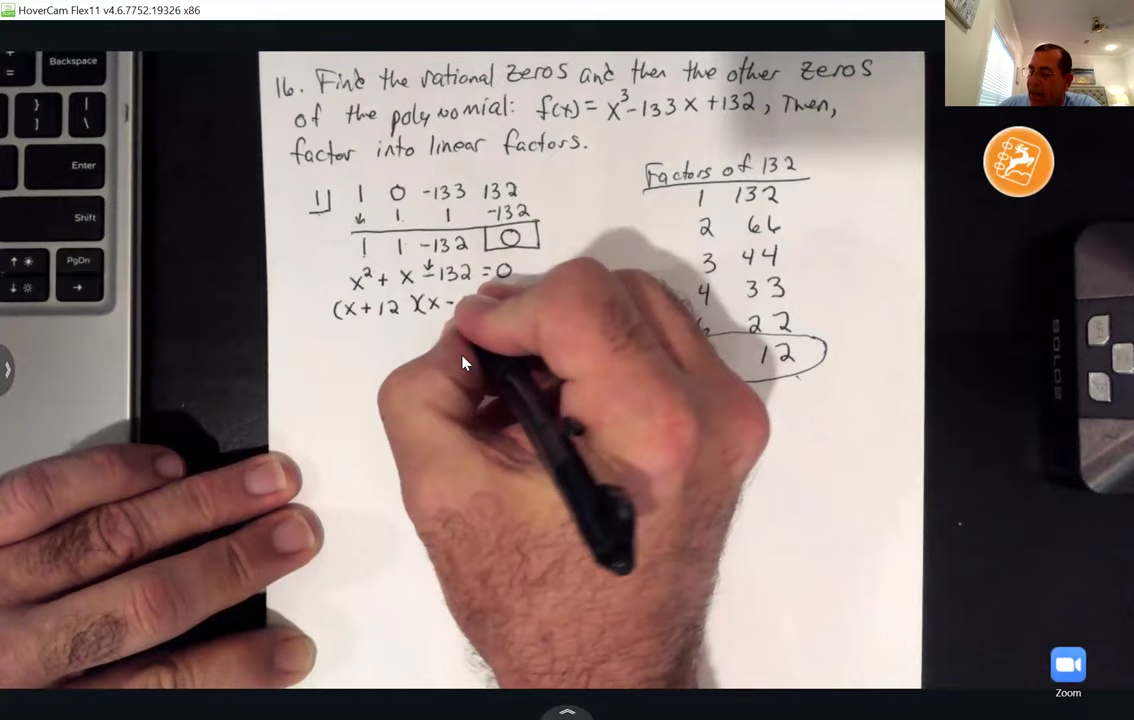 HoverCam Flex11 v4.6.7752.19326 x86
Backspace
Enter
Shift
PgDn
16. Find the rational zeros and then the other zeros
of the polynomial: f(x) = x³ - 133x + 132, Then,
factor into linear factors.
1 1 0 -133 132
1 1 -132
1 1 -132 0
x² + x - 132 = 0
(x + 12)(x -
Factors of 132
1 132
2 66
3 44
4 33
22
12
SOLO
Zoom